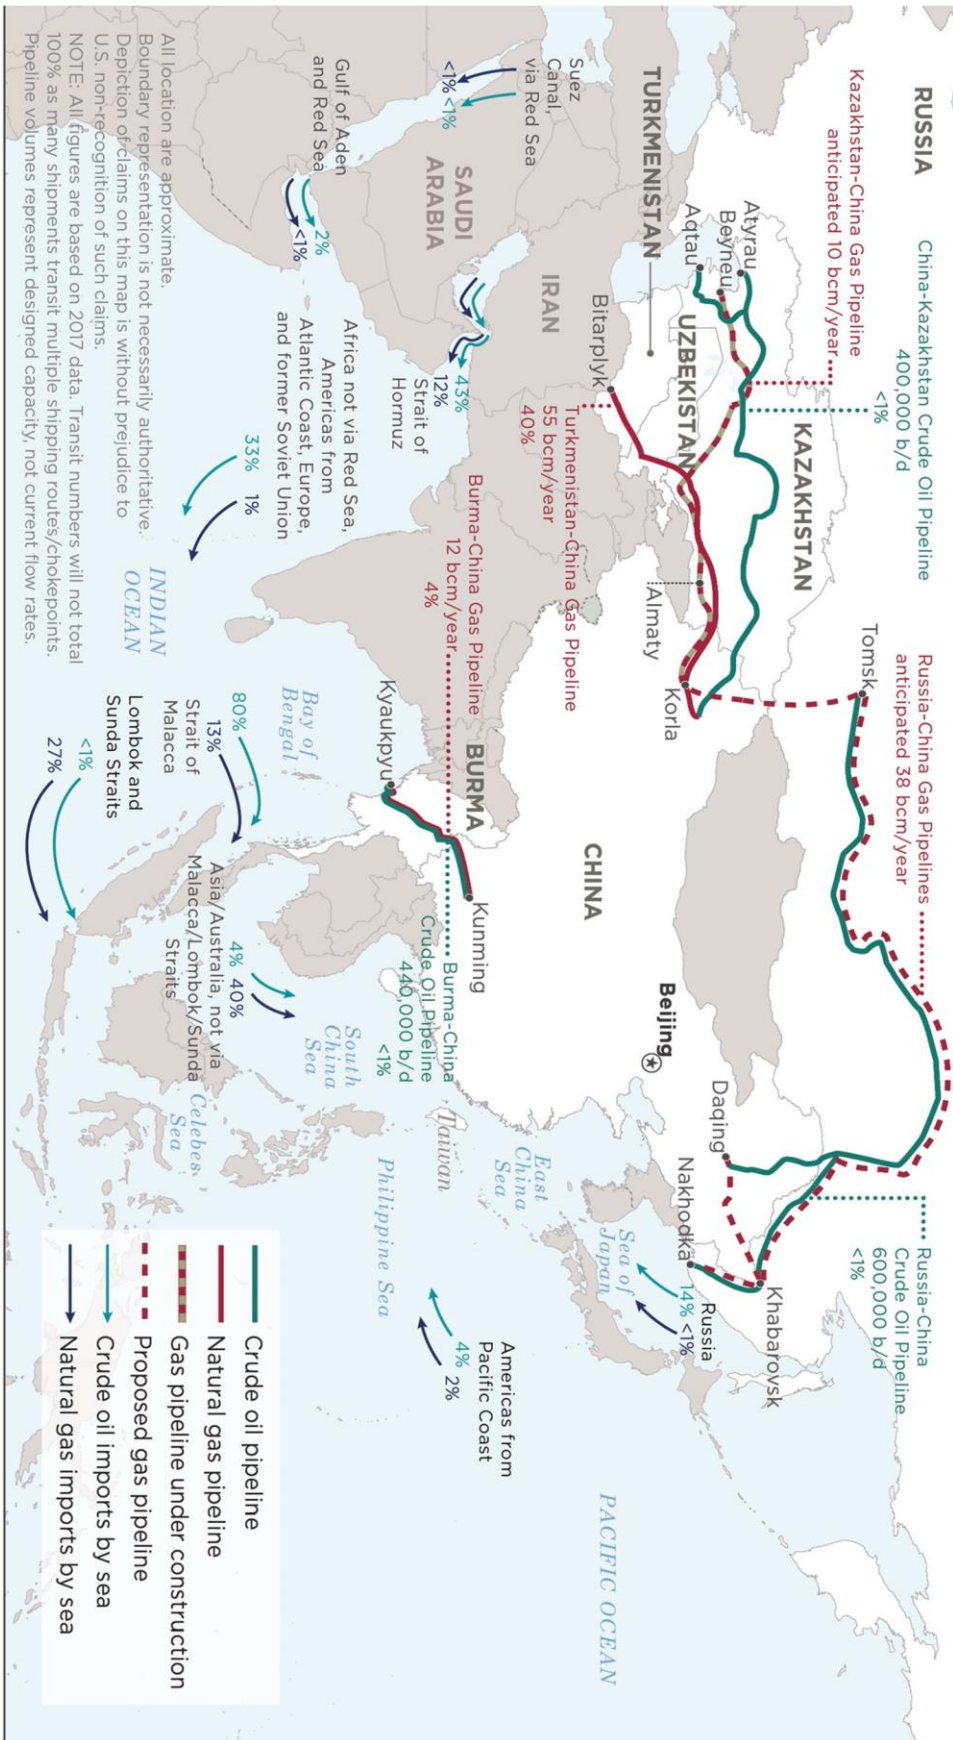 RUSSIA
Kazakhstan-China Gas Pipeline
anticipated 10 bcm/year
China-Kazakhstan Crude Oil Pipeline
400,000 b/d
<1%
Russia-China Gas Pipelines
anticipated 38 bcm/year
Russia-China
Crude Oil Pipeline
600,000 b/d
<1%
Tomsk
KAZAKHSTAN
Atyrau
Beyneu
Aqtau
UZBEKISTAN
TURKMENISTAN
Almaty
Korla
Khabarovsk
Daqing
Nakhodka
Beijing
Bitarplyk
Turkmenistan-China Gas Pipeline
55 bcm/year
40%
CHINA
Russia
14% <1%
Sea of
Japan
PACIFIC OCEAN
Suez
Canal,
via Red Sea
<1% <1%
IRAN
SAUDI
ARABIA
43%
12%
Strait of
Hormuz
Burma-China Gas Pipeline
12 bcm/year
4%
BURMA
Kunming
Kyaukpyu
Burma-China
Crude Oil Pipeline
440,000 b/d
<1%
East
China
Sea
Taiwan
Americas from
Pacific Coast
4% 2%
Philippine Sea
Gulf of Aden
and Red Sea
2%
<1%
Africa not via Red Sea,
Americas from
Atlantic Coast, Europe,
and former Soviet Union
33% 1%
INDIAN
OCEAN
Bay of
Bengal
80%
13%
Strait of
Malacca
Lombok and
Sunda Straits
<1%
27%
South
China
Sea
4% 40%
Asia/Australia, not via
Malacca/Lombok/Sunda
Straits
Celebes
Sea
All location are approximate.
Boundary representation is not necessarily authoritative.
Depiction of claims on this map is without prejudice to
U.S. non-recognition of such claims.
NOTE: All figures are based on 2017 data. Transit numbers will not total
100% as many shipments transit multiple shipping routes/chokepoints.
Pipeline volumes represent designed capacity, not current flow rates.
Crude oil pipeline
Natural gas pipeline
Gas pipeline under construction
Proposed gas pipeline
Crude oil imports by sea
Natural gas imports by sea